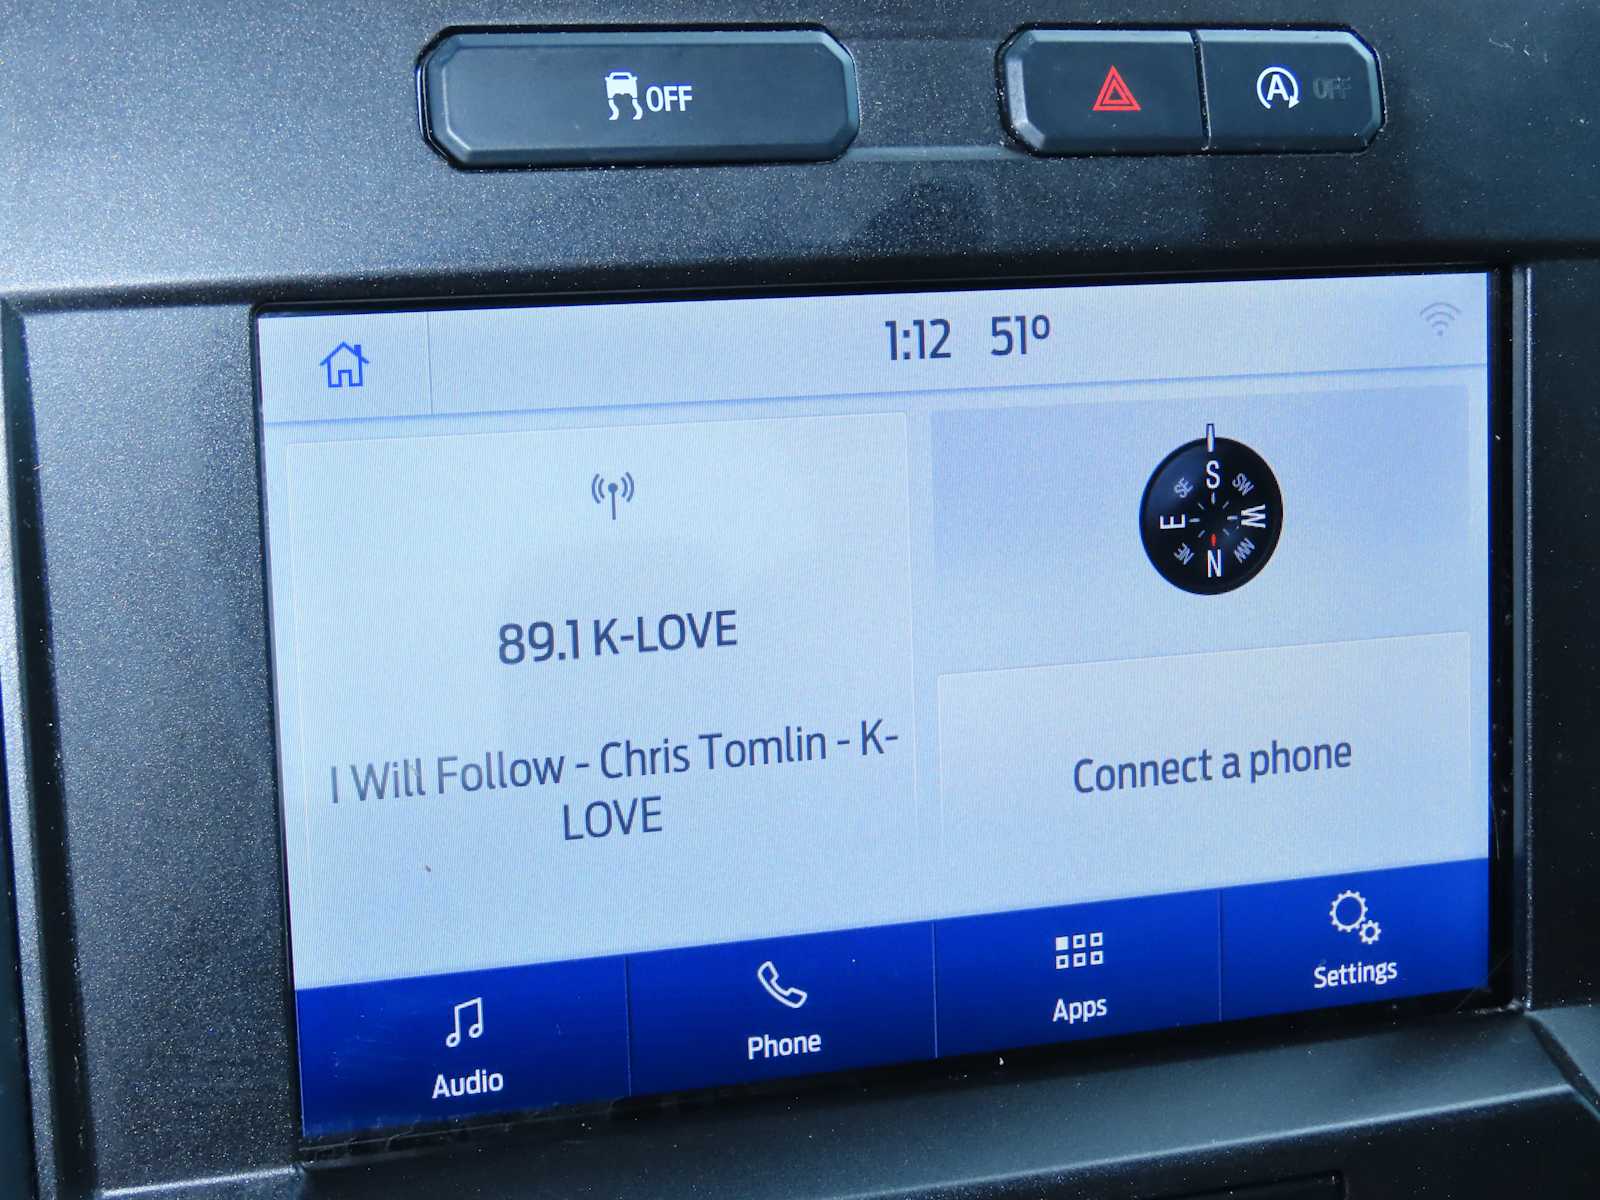 OFF
A OFF
1:12 51°
S
SE SW
E W
NE NW
N
89.1 K-LOVE
I Will Follow - Chris Tomlin - K-
LOVE
Connect a phone
Audio
Phone
Apps
Settings